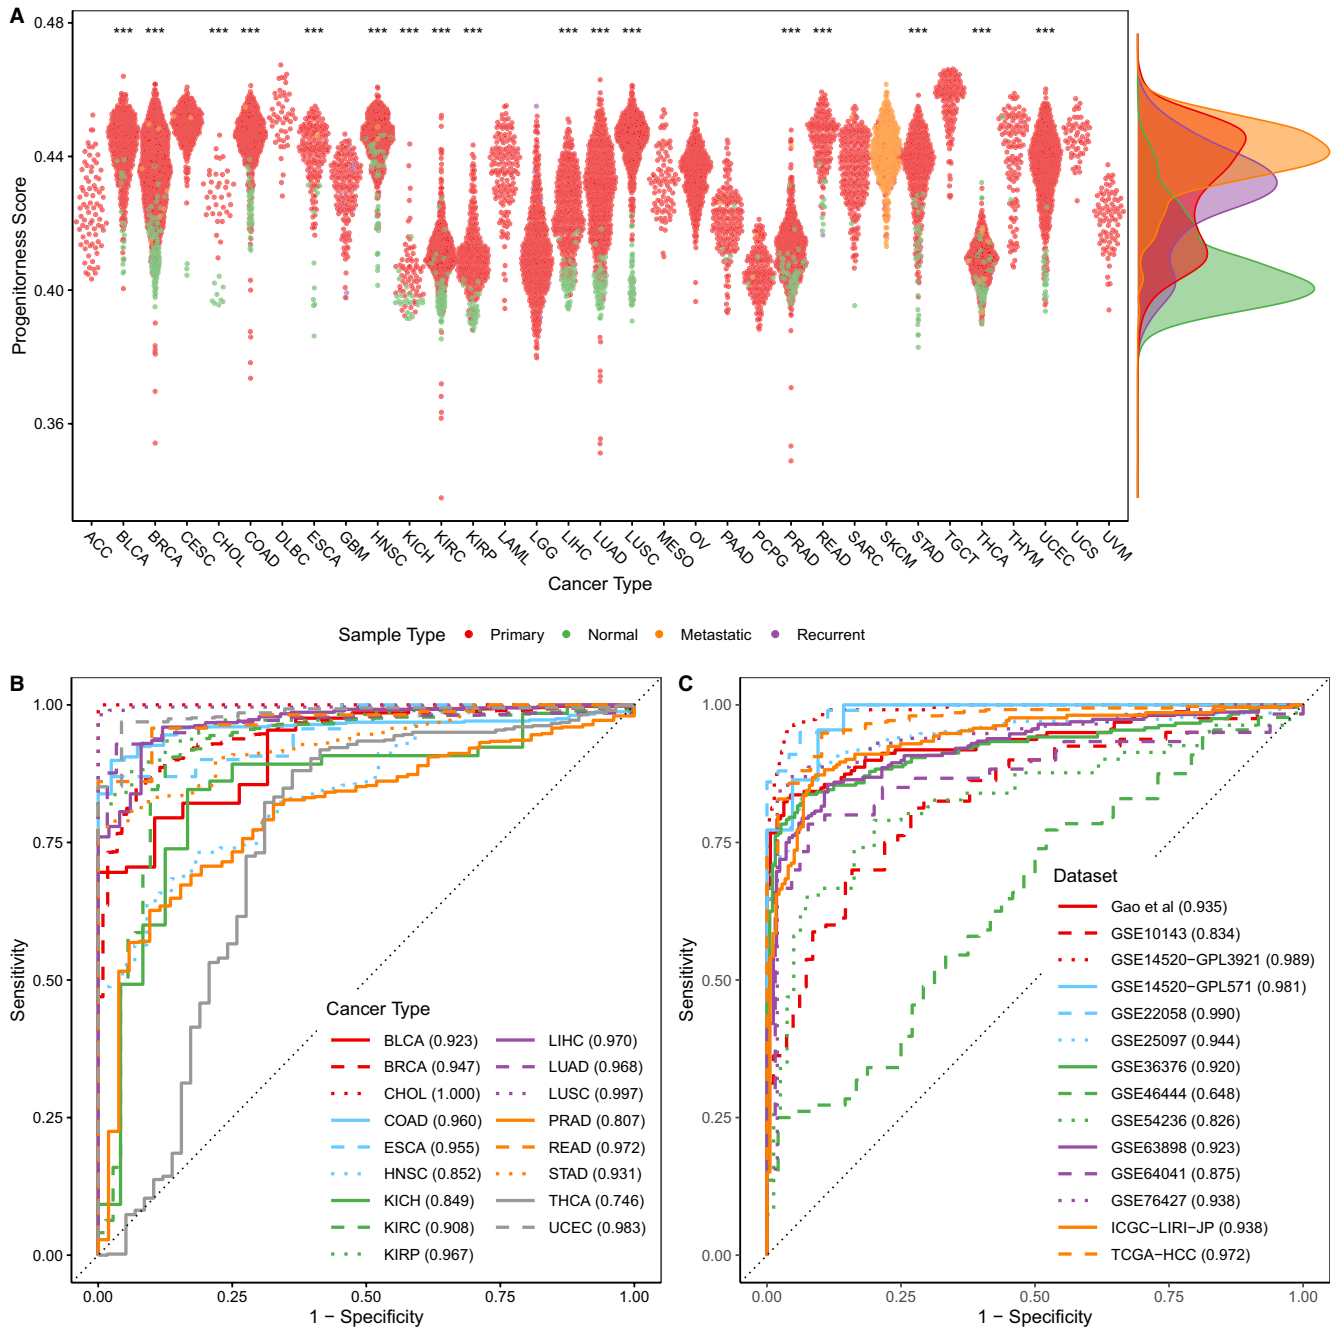 A
0.48
0.44
0.40
0.36
Progenitorness Score
*** *** *** *** *** *** *** *** *** *** *** *** *** *** *** *** ***
ACC BLCA BRCA CESC CHOL COAD DLBC ESCA GBM HNSC KICH KIRC KIRP LAML LGG LIHC LUAD LUSC MESO OV PAAD PCPG PRAD READ SARC SKCM STAD TGCT THCA THYM UCEC UCS UVM
Cancer Type
Sample Type Primary Normal Metastatic Recurrent
B
1.00
0.75
0.50
0.25
0.00
Sensitivity
Cancer Type
BLCA (0.923)
BRCA (0.947)
CHOL (1.000)
COAD (0.960)
ESCA (0.955)
HNSC (0.852)
KICH (0.849)
KIRC (0.908)
KIRP (0.967)
LIHC (0.970)
LUAD (0.968)
LUSC (0.997)
PRAD (0.807)
READ (0.972)
STAD (0.931)
THCA (0.746)
UCEC (0.983)
0.00 0.25 0.50 0.75 1.00
1 − Specificity
C
1.00
0.75
0.50
0.25
0.00
Sensitivity
Dataset
Gao et al (0.935)
GSE10143 (0.834)
GSE14520−GPL3921 (0.989)
GSE14520−GPL571 (0.981)
GSE22058 (0.990)
GSE25097 (0.944)
GSE36376 (0.920)
GSE46444 (0.648)
GSE54236 (0.826)
GSE63898 (0.923)
GSE64041 (0.875)
GSE76427 (0.938)
ICGC−LIRI−JP (0.938)
TCGA−HCC (0.972)
0.00 0.25 0.50 0.75 1.00
1 − Specificity